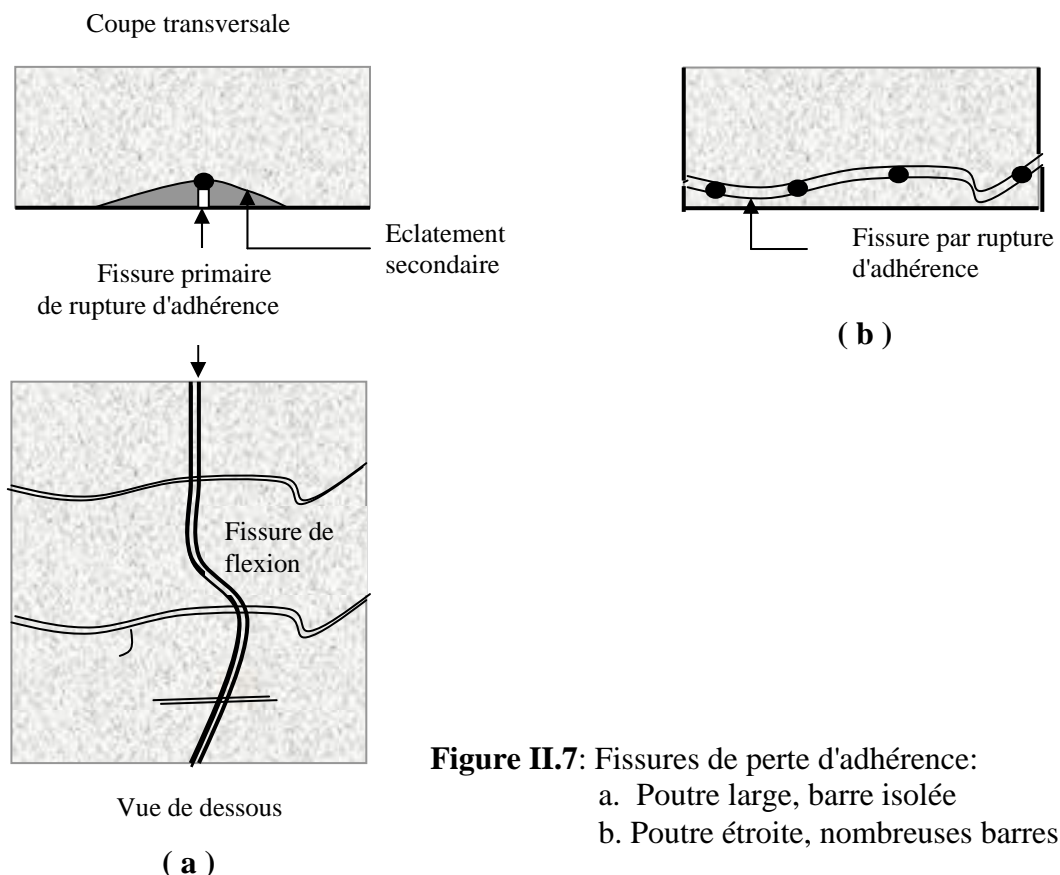 Coupe transversale
Eclatement
secondaire
Fissure primaire
de rupture d'adhérence
Fissure de
flexion
Vue de dessous
( a )
Fissure par rupture
d'adhérence
( b )
Figure II.7: Fissures de perte d'adhérence:
a. Poutre large, barre isolée
b. Poutre étroite, nombreuses barres